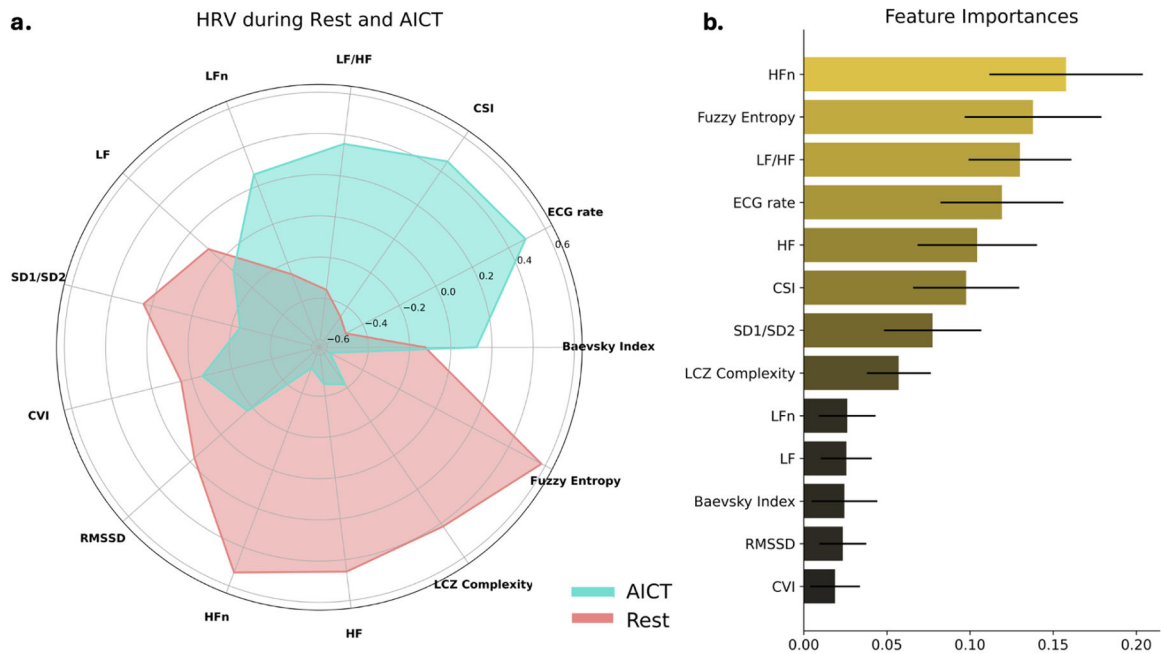 a.
HRV during Rest and AICT
LF/HF
LFn
CSI
LF
ECG rate
0.6
0.4
0.2
0.0
−0.2
−0.4
−0.6
SD1/SD2
Baevsky Index
CVI
Fuzzy Entropy
RMSSD
LCZ Complexity
HFn
HF
AICT
Rest
b.
Feature Importances
HFn
Fuzzy Entropy
LF/HF
ECG rate
HF
CSI
SD1/SD2
LCZ Complexity
LFn
LF
Baevsky Index
RMSSD
CVI
0.00 0.05 0.10 0.15 0.20